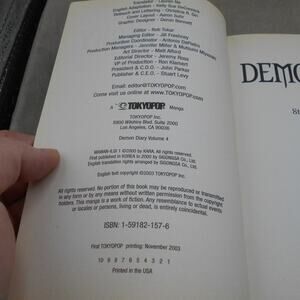 Translator - Lauren Na
English Adaptation - Kelly Sue DeConnick
Retouch and Lettering - Christina R. Siri
Cover Layout - Aaron Suhr
Graphic Designer - Deron Bennett
Editor - Rob Tokar
Managing Editor - Jill Freshney
Production Coordinator - Antonio DePietro
Production Managers - Jennifer Miller & Mutsumi Miyazaki
Art Director - Matt Alford
Editorial Director - Jeremy Ross
VP of Production - Ron Klamert
President & C.O.O. - John Parker
Publisher & C.E.O. - Stuart Levy
Email: editor@TOKYOPOP.com
Come visit us online at www.TOKYOPOP.com
A TOKYOPOP Manga
TOKYOPOP Inc.
5900 Wilshire Blvd. Suite 2000
Los Angeles, CA 90036
Demon Diary Volume 4
MAWAN-ILGI 1 ©2000 by KARA. All rights reserved.
First published in KOREA in 2000 by SIGONGSA Co., Ltd.
English translation rights arranged by SIGONGSA Co., Ltd.
English text copyright ©2003 TOKYOPOP Inc.
All rights reserved. No portion of this book may be reproduced or transmitted
in any form or by any means without written permission from the
copyright holders. This manga is a work of fiction. Any resemblance to actual events
or locales or persons, living or dead, is entirely coincidental.
ISBN: 1-59182-157-6
First TOKYOPOP printing: November 2003
10 9 8 7 6 5 4 3 2 1
Printed in the USA
DEMO